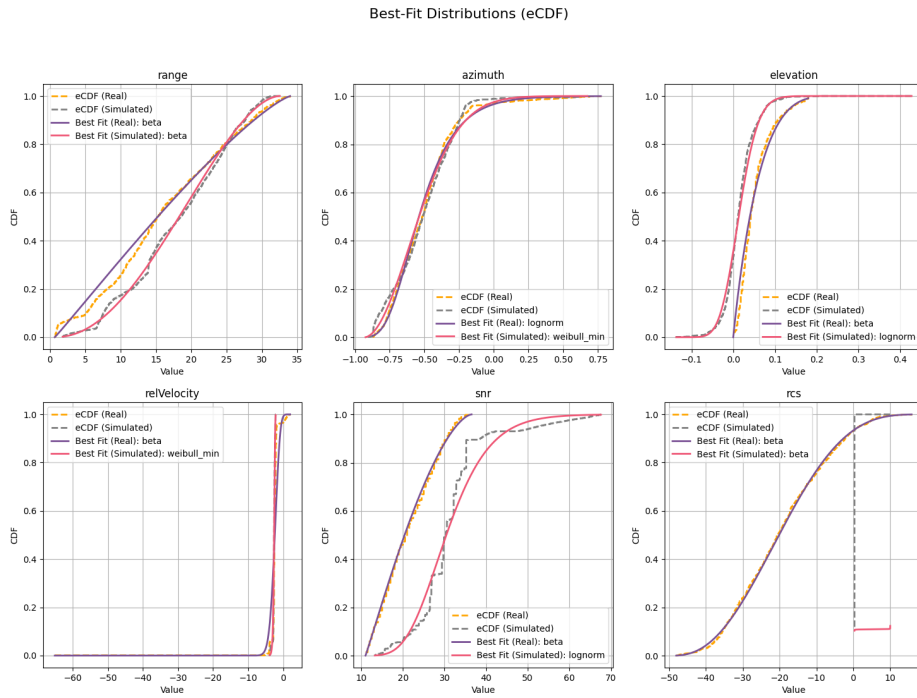 Best-Fit Distributions (eCDF)
range
eCDF (Real)
eCDF (Simulated)
Best Fit (Real): beta
Best Fit (Simulated): beta
CDF
0.0
0.2
0.4
0.6
0.8
1.0
0 5 10 15 20 25 30 35
Value
azimuth
eCDF (Real)
eCDF (Simulated)
Best Fit (Real): lognorm
Best Fit (Simulated): weibull_min
CDF
0.0
0.2
0.4
0.6
0.8
1.0
−1.00 −0.75 −0.50 −0.25 0.00 0.25 0.50 0.75
Value
elevation
eCDF (Real)
eCDF (Simulated)
Best Fit (Real): beta
Best Fit (Simulated): lognorm
CDF
0.0
0.2
0.4
0.6
0.8
1.0
−0.1 0.0 0.1 0.2 0.3 0.4
Value
relVelocity
eCDF (Real)
eCDF (Simulated)
Best Fit (Real): beta
Best Fit (Simulated): weibull_min
CDF
0.0
0.2
0.4
0.6
0.8
1.0
−60 −50 −40 −30 −20 −10 0
Value
snr
eCDF (Real)
eCDF (Simulated)
Best Fit (Real): beta
Best Fit (Simulated): lognorm
CDF
0.0
0.2
0.4
0.6
0.8
1.0
10 20 30 40 50 60 70
Value
rcs
eCDF (Real)
eCDF (Simulated)
Best Fit (Real): beta
Best Fit (Simulated): beta
CDF
0.0
0.2
0.4
0.6
0.8
1.0
−50 −40 −30 −20 −10 0 10
Value